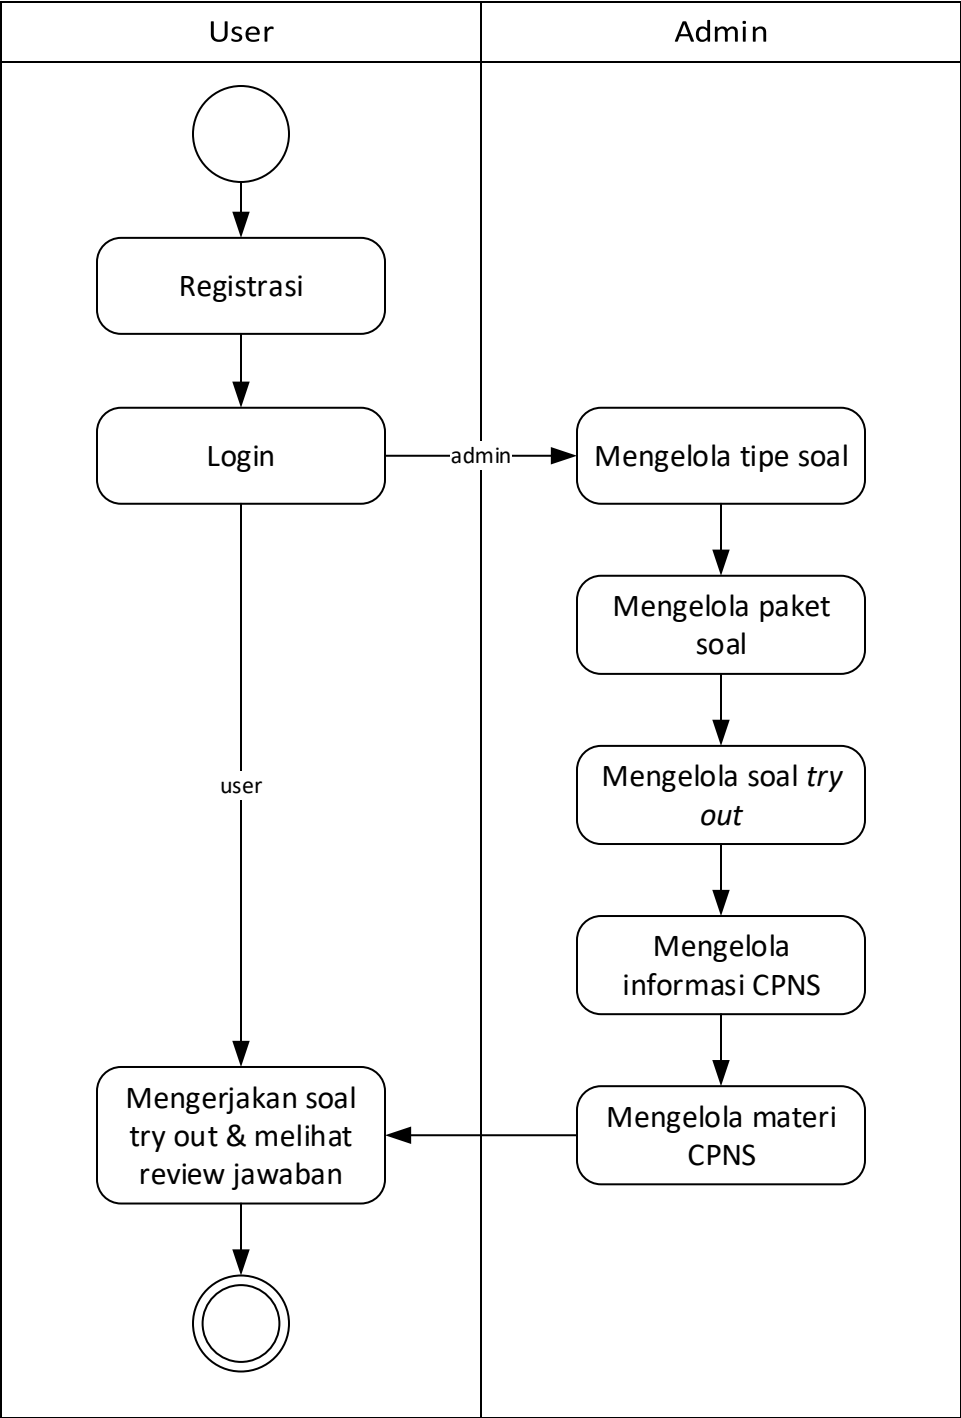 User
Admin
Registrasi
Login
admin
Mengelola tipe soal
Mengelola paket
soal
Mengelola soal try
out
user
Mengelola
informasi CPNS
Mengerjakan soal
try out & melihat
review jawaban
Mengelola materi
CPNS